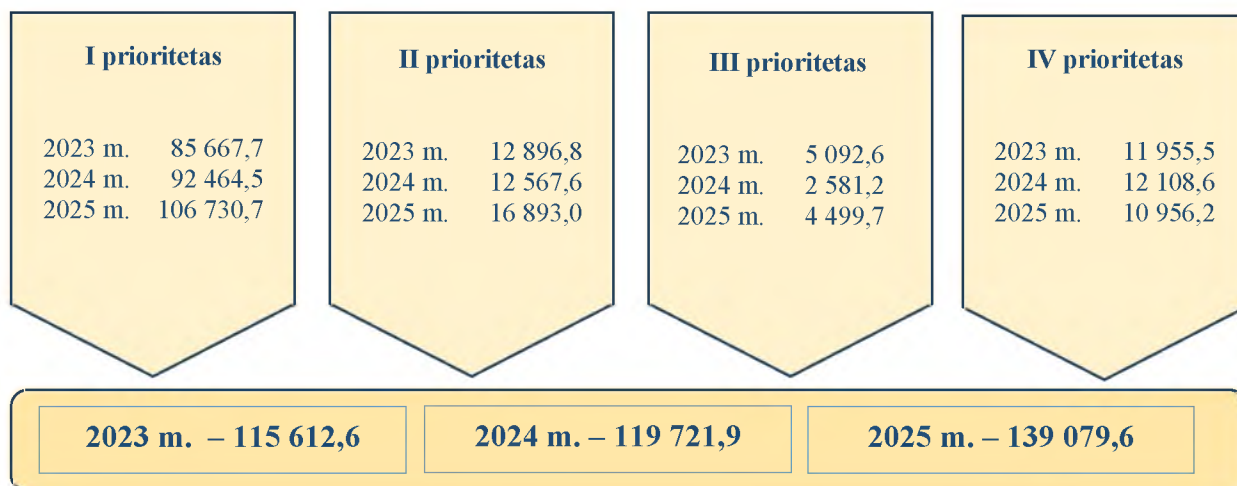 I prioritetas
2023 m. 85 667,7
2024 m. 92 464,5
2025 m. 106 730,7
II prioritetas
2023 m. 12 896,8
2024 m. 12 567,6
2025 m. 16 893,0
III prioritetas
2023 m. 5 092,6
2024 m. 2 581,2
2025 m. 4 499,7
IV prioritetas
2023 m. 11 955,5
2024 m. 12 108,6
2025 m. 10 956,2
2023 m. – 115 612,6
2024 m. – 119 721,9
2025 m. – 139 079,6